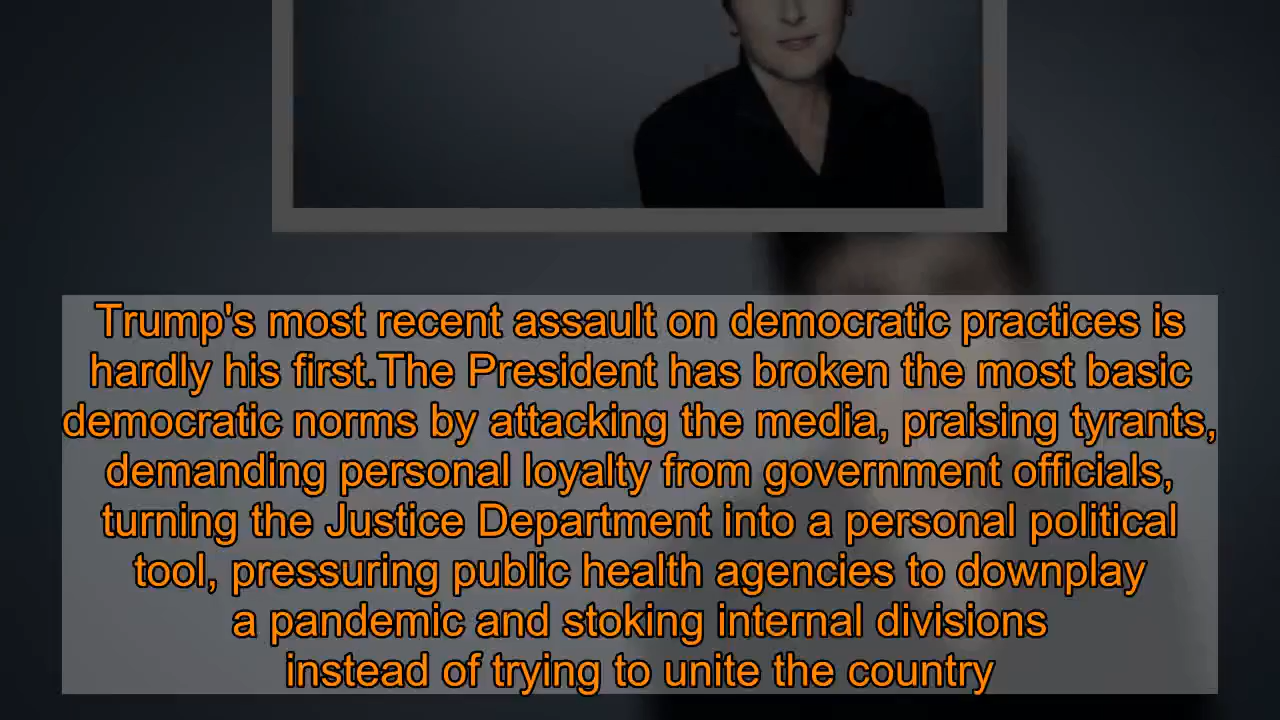 Trump's most recent assault on democratic practices is
hardly his first.The President has broken the most basic
democratic norms by attacking the media, praising tyrants,
demanding personal loyalty from government officials,
turning the Justice Department into a personal political
tool, pressuring public health agencies to downplay
a pandemic and stoking internal divisions
instead of trying to unite the country